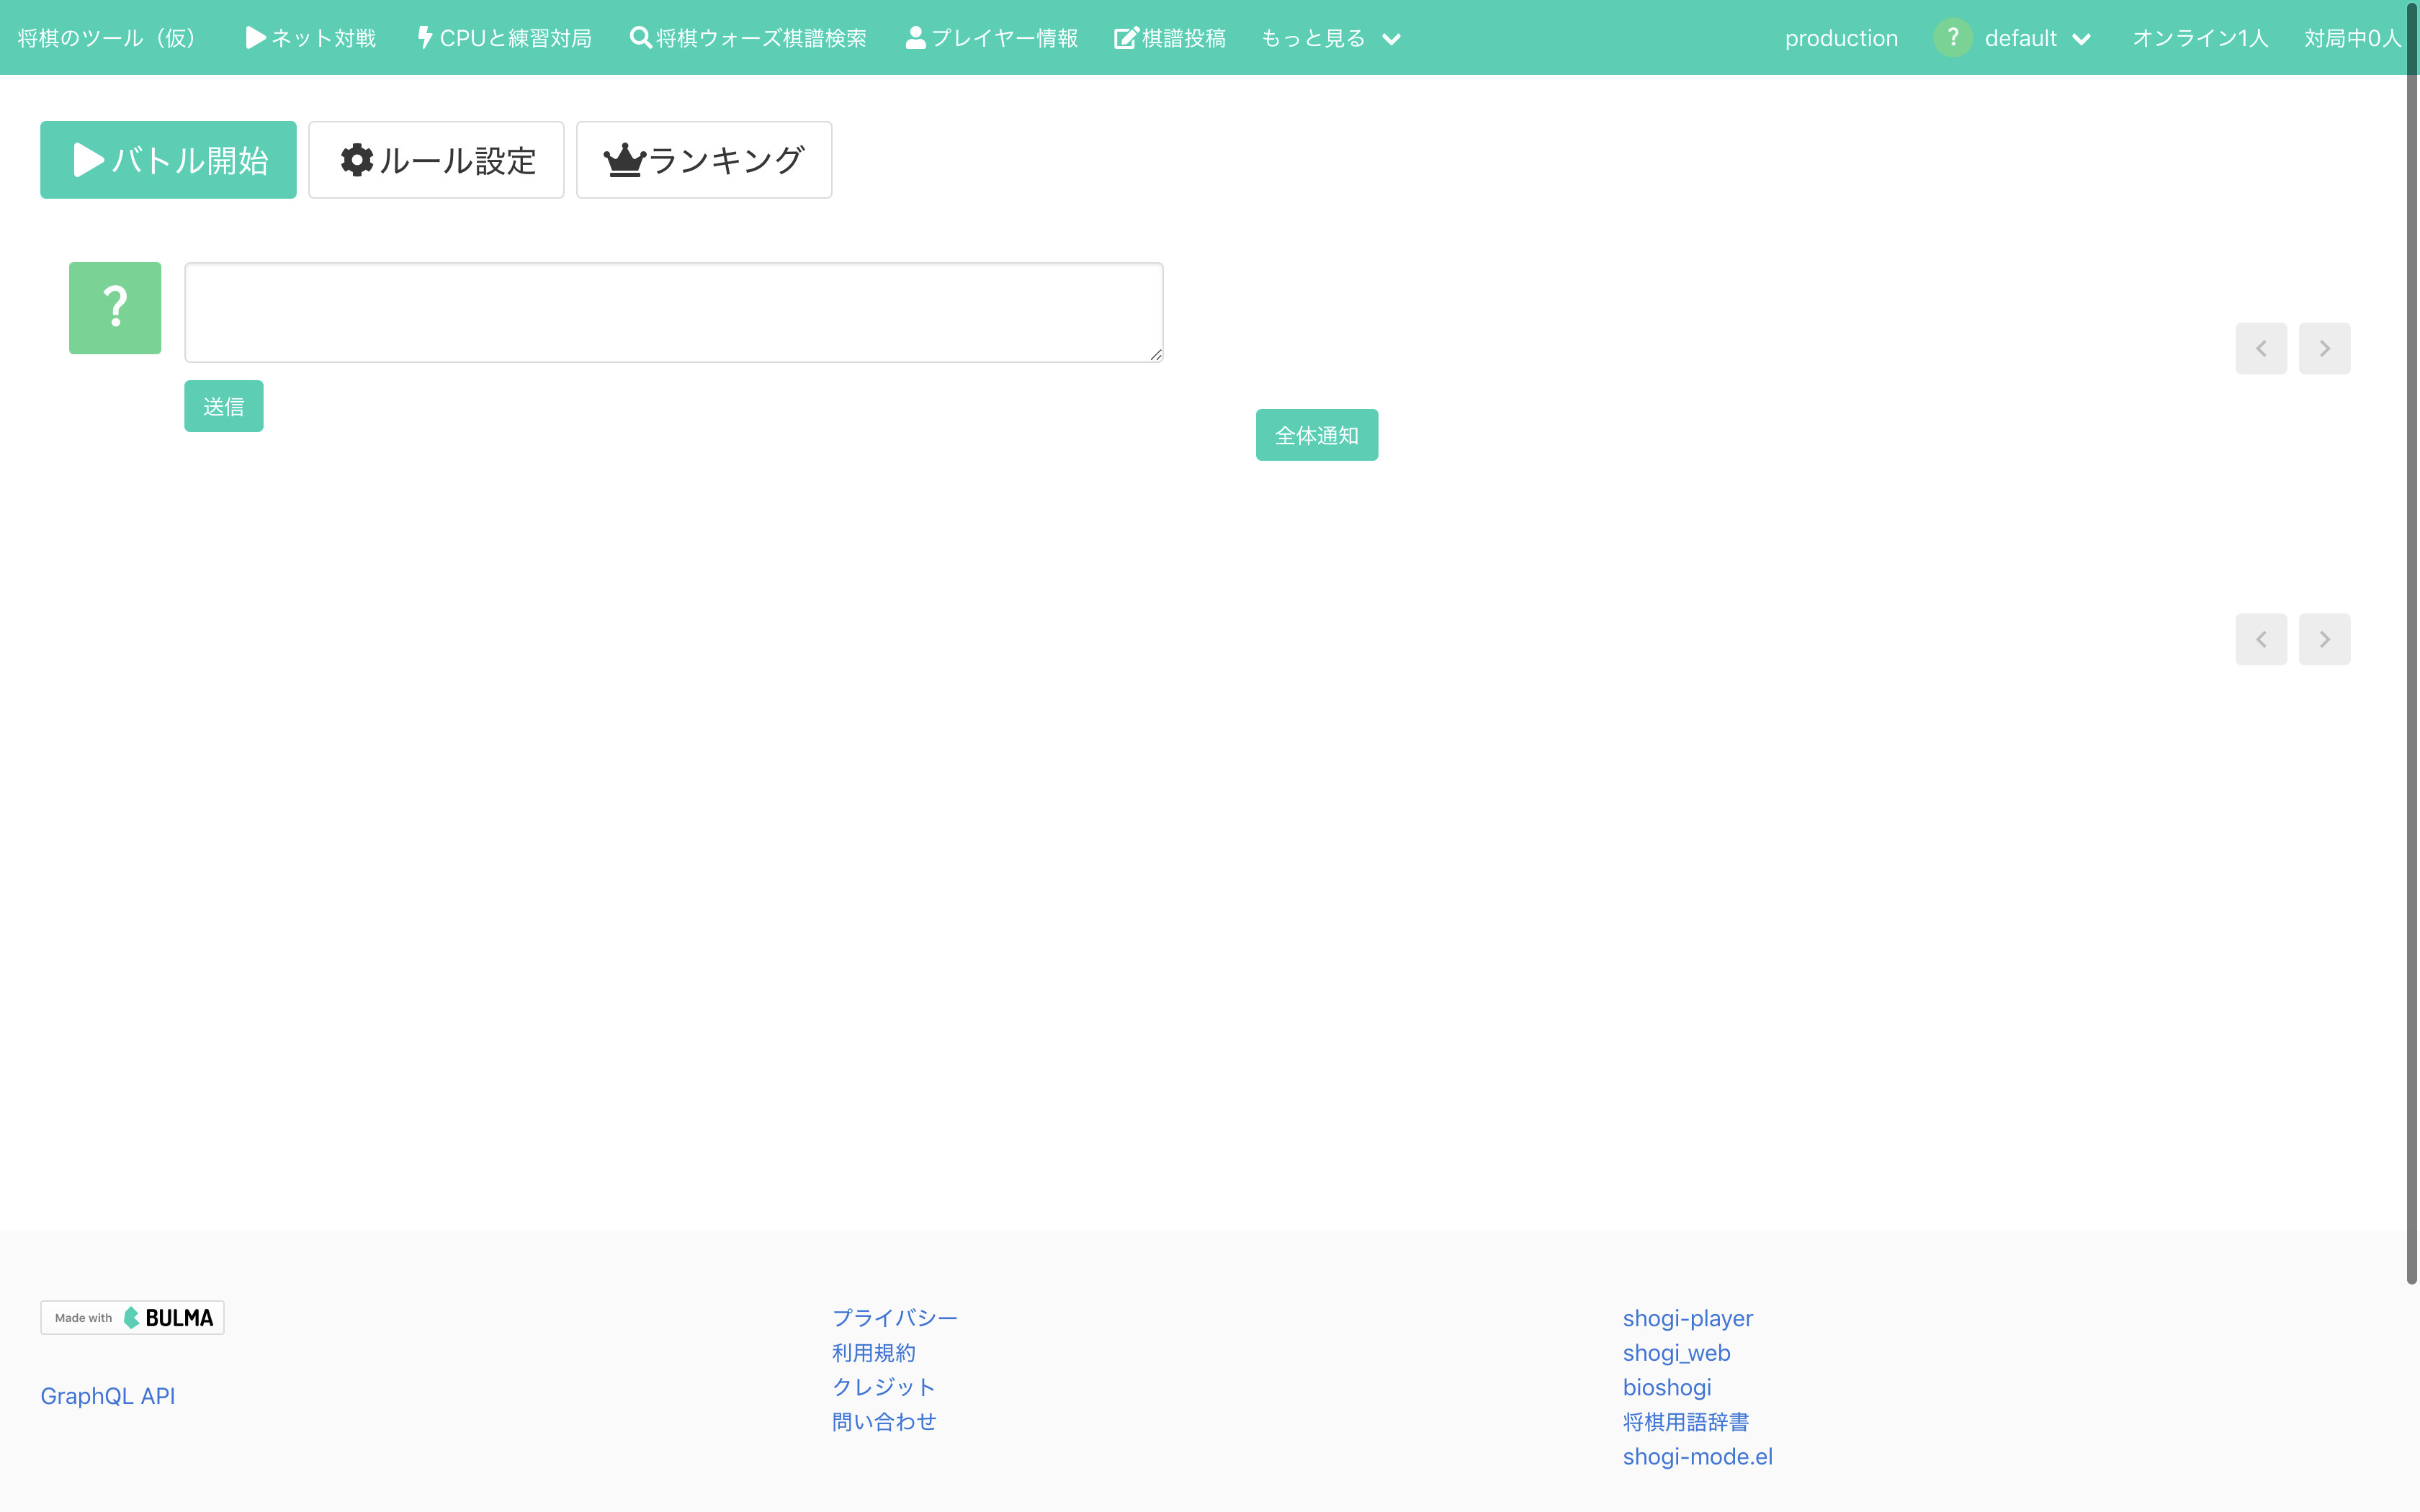 将棋のツール（仮） ネット対戦 CPUと練習対局 将棋ウォーズ棋譜検索 プレイヤー情報 棋譜投稿 もっと見る production ? default オンライン1人 対局中0人
バトル開始 ルール設定 ランキング
?
送信
全体通知
Made with BULMA
GraphQL API
プライバシー
利用規約
クレジット
問い合わせ
shogi-player
shogi_web
bioshogi
将棋用語辞書
shogi-mode.el